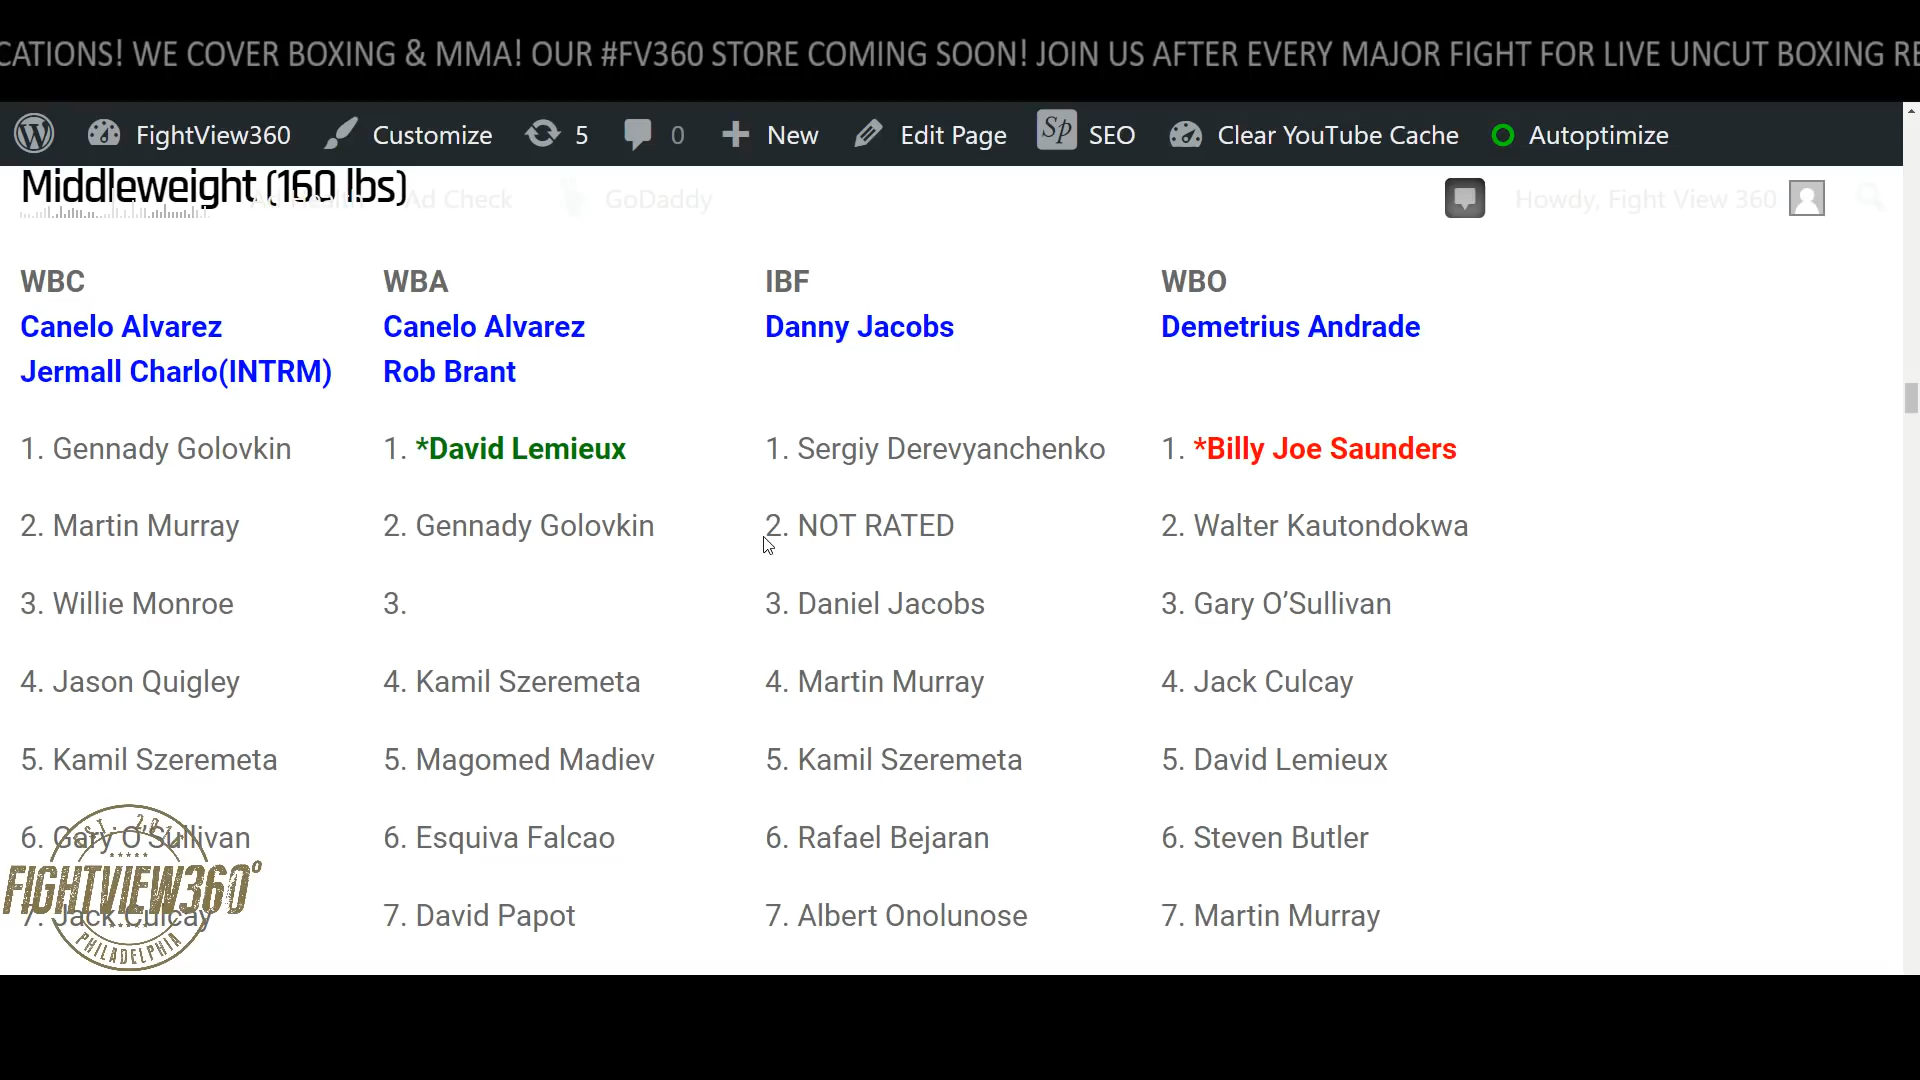 CATIONS! WE COVER BOXING & MMA! OUR #FV360 STORE COMING SOON! JOIN US AFTER EVERY MAJOR FIGHT FOR LIVE UNCUT BOXING RE
FightView360 Customize 5 0 New Edit Page Sp SEO Clear YouTube Cache Autoptimize
Middleweight (160 lbs)
Ad Health Ad Check GoDaddy Howdy, Fight View 360
WBC WBA IBF WBO
Canelo Alvarez Canelo Alvarez Danny Jacobs Demetrius Andrade
Jermall Charlo(INTRM) Rob Brant
1. Gennady Golovkin 1. *David Lemieux 1. Sergiy Derevyanchenko 1. *Billy Joe Saunders
2. Martin Murray 2. Gennady Golovkin 2. NOT RATED 2. Walter Kautondokwa
3. Willie Monroe 3. 3. Daniel Jacobs 3. Gary O’Sullivan
4. Jason Quigley 4. Kamil Szeremeta 4. Martin Murray 4. Jack Culcay
5. Kamil Szeremeta 5. Magomed Madiev 5. Kamil Szeremeta 5. David Lemieux
6. Gary O’Sullivan 6. Esquiva Falcao 6. Rafael Bejaran 6. Steven Butler
7. Jack Culcay 7. David Papot 7. Albert Onolunose 7. Martin Murray
FIGHTVIEW360°
PHILADELPHIA